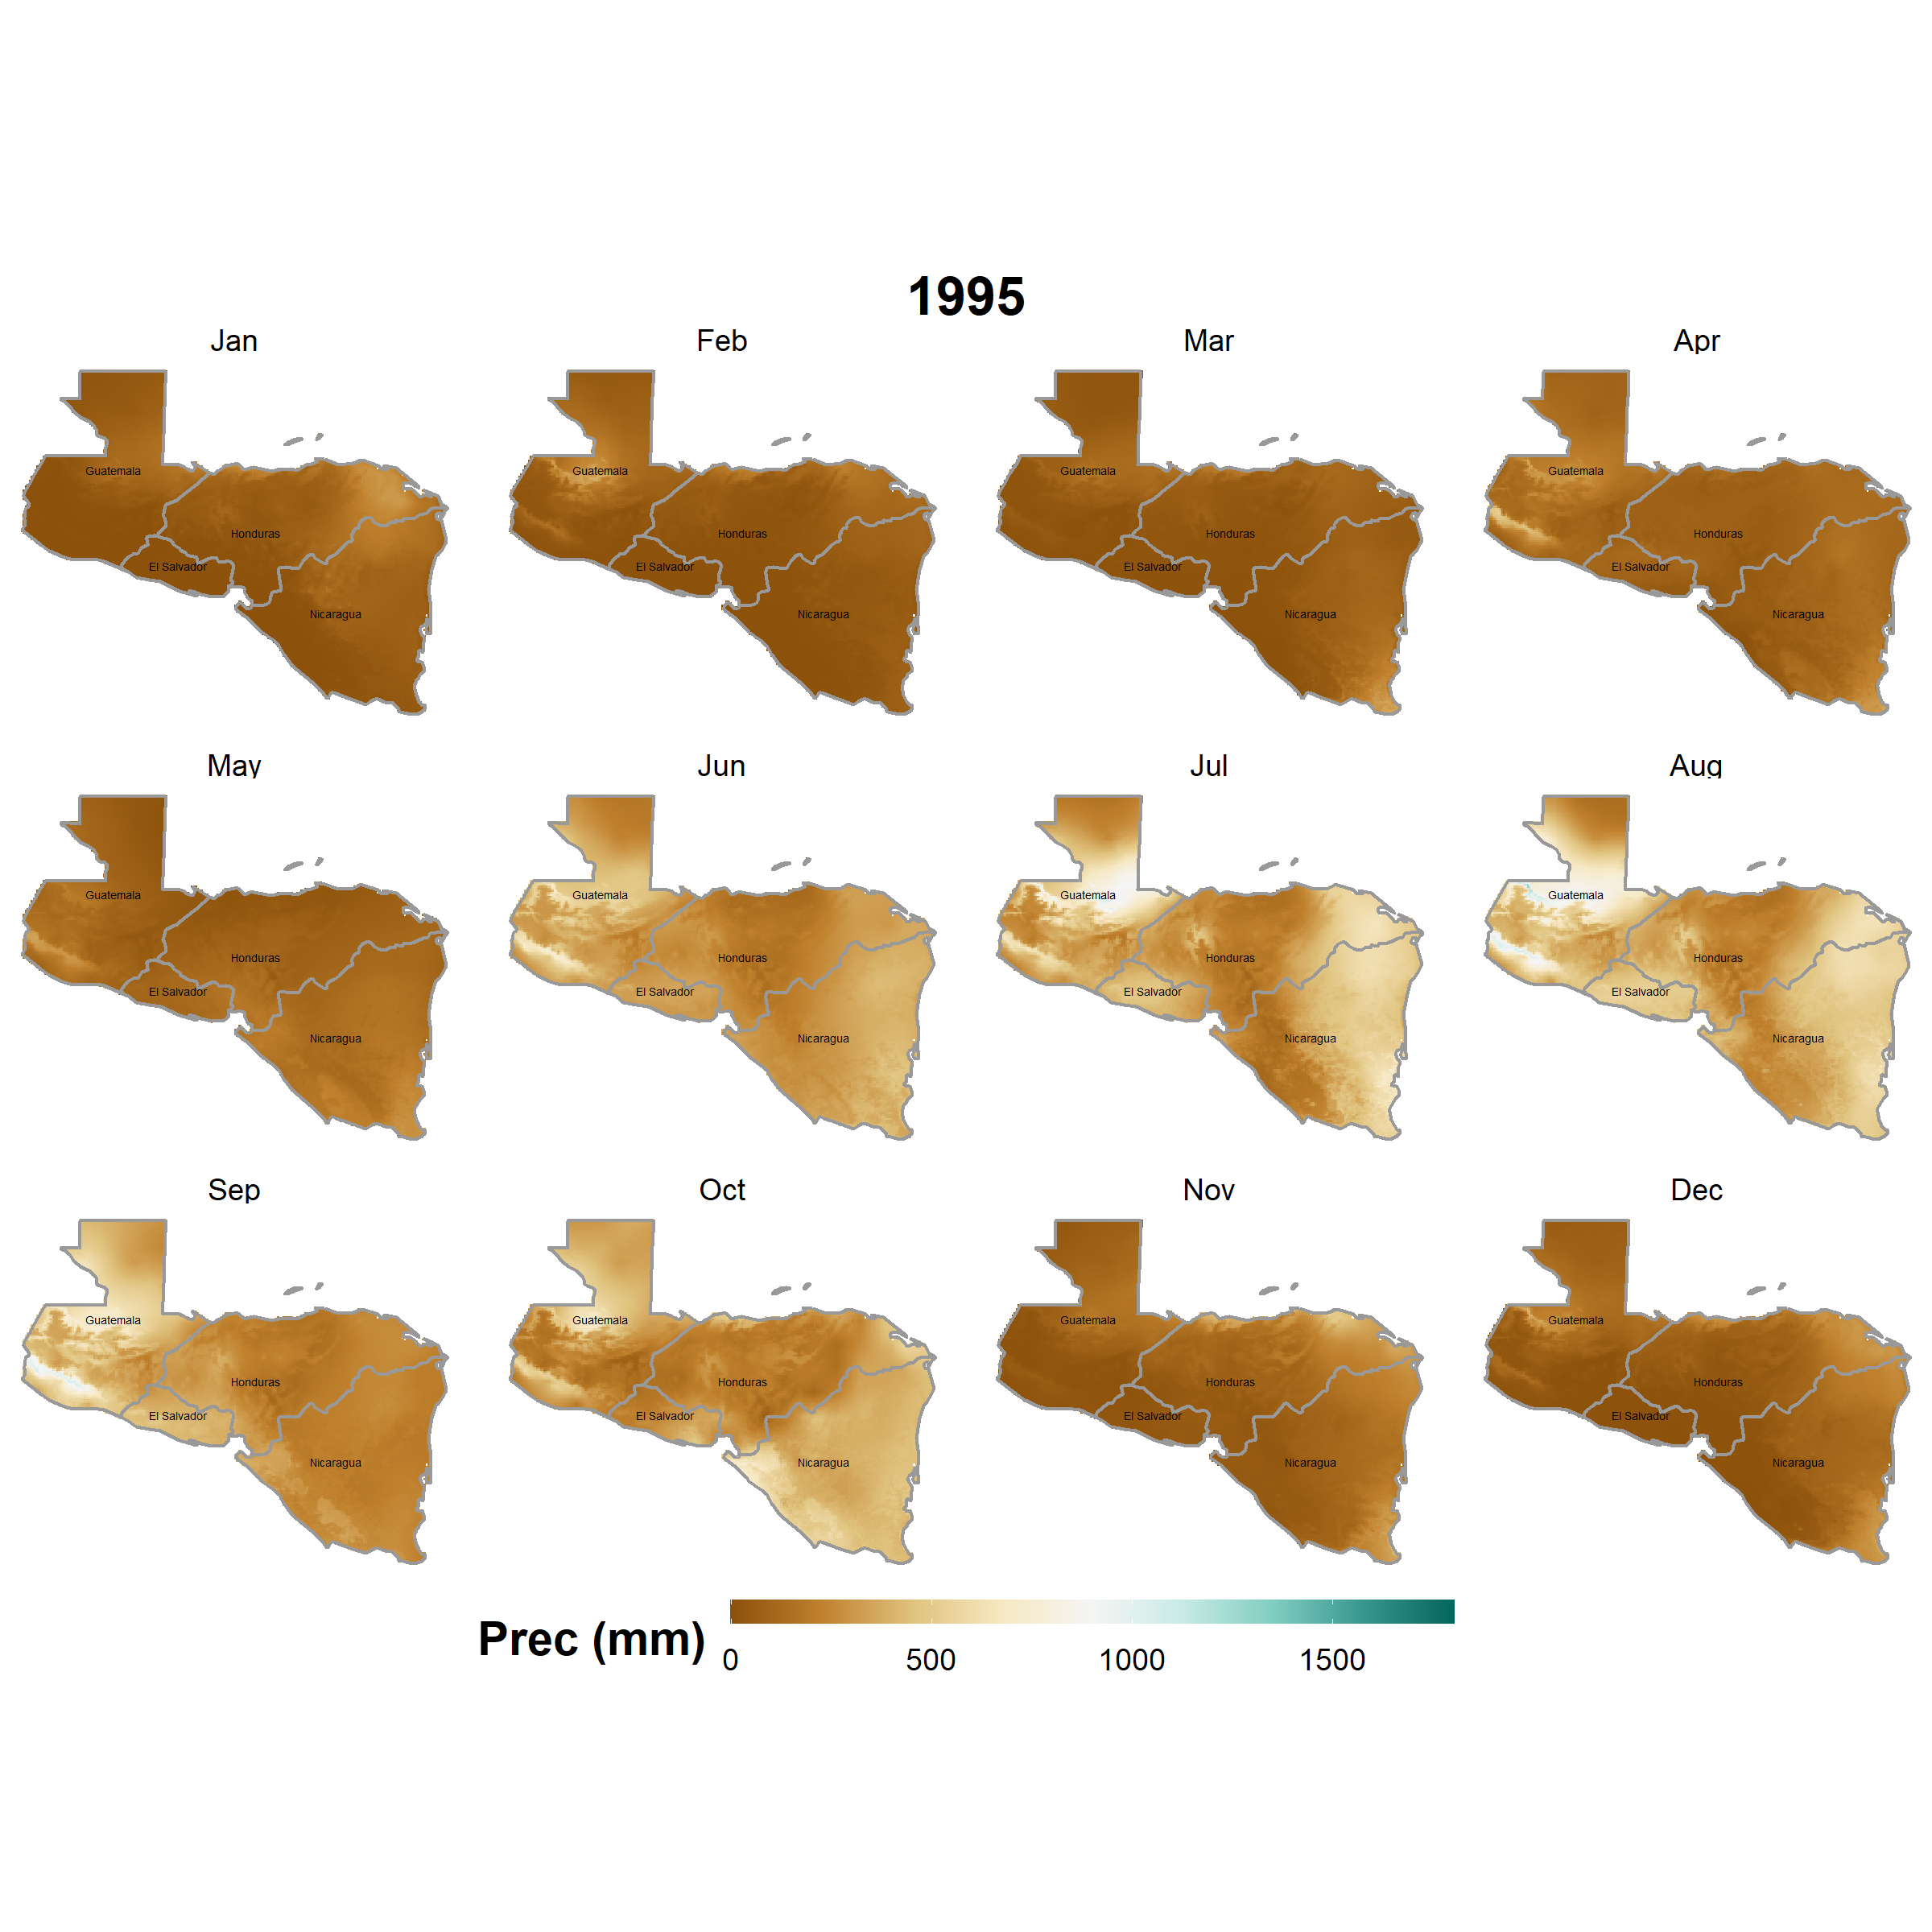 1995
Jan Feb Mar Apr
Guatemala Guatemala Guatemala Guatemala
Honduras Honduras Honduras Honduras
El Salvador El Salvador El Salvador El Salvador
Nicaragua Nicaragua Nicaragua Nicaragua
May Jun Jul Aug
Guatemala Guatemala Guatemala Guatemala
Honduras Honduras Honduras Honduras
El Salvador El Salvador El Salvador El Salvador
Nicaragua Nicaragua Nicaragua Nicaragua
Sep Oct Nov Dec
Guatemala Guatemala Guatemala Guatemala
Honduras Honduras Honduras Honduras
El Salvador El Salvador El Salvador El Salvador
Nicaragua Nicaragua Nicaragua Nicaragua
Prec (mm)
0 500 1000 1500